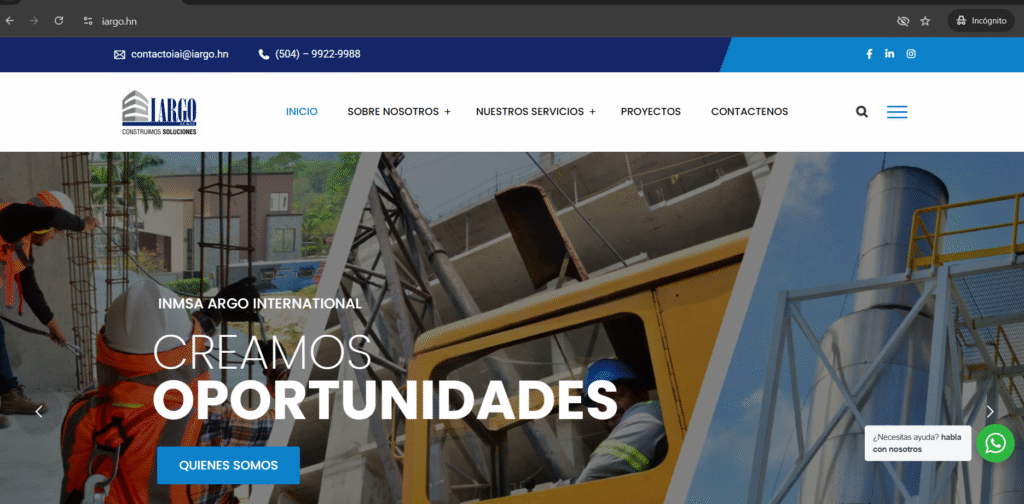 iargo.hn
Incógnito
contactoiai@iargo.hn
(504) – 9922-9988
IARGO
CONSTRUIMOS SOLUCIONES
INICIO
SOBRE NOSOTROS +
NUESTROS SERVICIOS +
PROYECTOS
CONTACTENOS
INMSA ARGO INTERNATIONAL
CREAMOS
OPORTUNIDADES
QUIENES SOMOS
¿Necesitas ayuda? habla
con nosotros